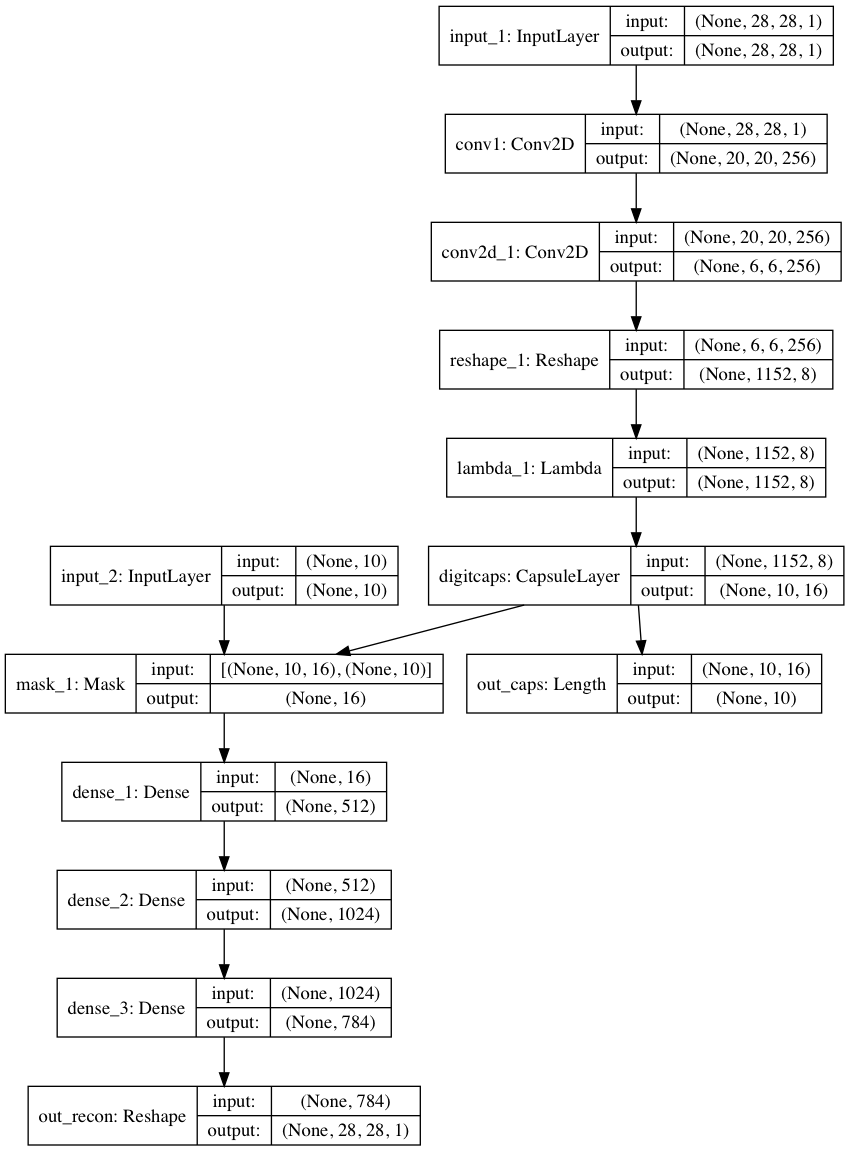 input_1: InputLayer
input: (None, 28, 28, 1)
output: (None, 28, 28, 1)
conv1: Conv2D
input: (None, 28, 28, 1)
output: (None, 20, 20, 256)
conv2d_1: Conv2D
input: (None, 20, 20, 256)
output: (None, 6, 6, 256)
reshape_1: Reshape
input: (None, 6, 6, 256)
output: (None, 1152, 8)
lambda_1: Lambda
input: (None, 1152, 8)
output: (None, 1152, 8)
input_2: InputLayer
input: (None, 10)
output: (None, 10)
digitcaps: CapsuleLayer
input: (None, 1152, 8)
output: (None, 10, 16)
mask_1: Mask
input: [(None, 10, 16), (None, 10)]
output: (None, 16)
out_caps: Length
input: (None, 10, 16)
output: (None, 10)
dense_1: Dense
input: (None, 16)
output: (None, 512)
dense_2: Dense
input: (None, 512)
output: (None, 1024)
dense_3: Dense
input: (None, 1024)
output: (None, 784)
out_recon: Reshape
input: (None, 784)
output: (None, 28, 28, 1)